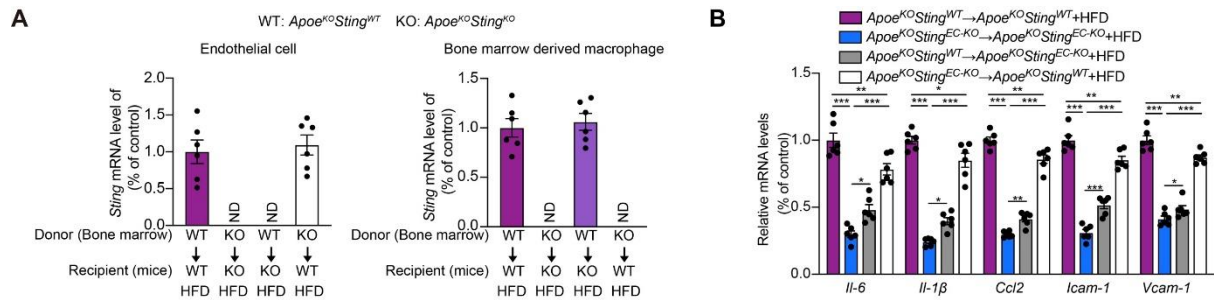 A
WT: Apoe^KO Sting^WT KO: Apoe^KO Sting^KO
Endothelial cell
Sting mRNA level of
(% of control)
2.0
1.5
1.0
0.5
0.0
ND ND
Donor (Bone marrow) WT KO WT KO
Recipient (mice) WT KO KO WT
HFD HFD HFD HFD
Bone marrow derived macrophage
Sting mRNA level of
(% of control)
1.5
1.0
0.5
0.0
ND ND
Donor (Bone marrow) WT KO WT KO
Recipient (mice) WT KO KO WT
HFD HFD HFD HFD
B
Apoe^KO Sting^WT→Apoe^KO Sting^WT+HFD
Apoe^KO Sting^EC-KO→Apoe^KO Sting^EC-KO+HFD
Apoe^KO Sting^WT→Apoe^KO Sting^EC-KO+HFD
Apoe^KO Sting^EC-KO→Apoe^KO Sting^WT+HFD
Relative mRNA levels
(% of control)
1.5
1.0
0.5
0.0
** * ** ** **
*** *** *** *** *** *** *** *** *** ***
* * ** *** *
Il-6 Il-1β Ccl2 Icam-1 Vcam-1